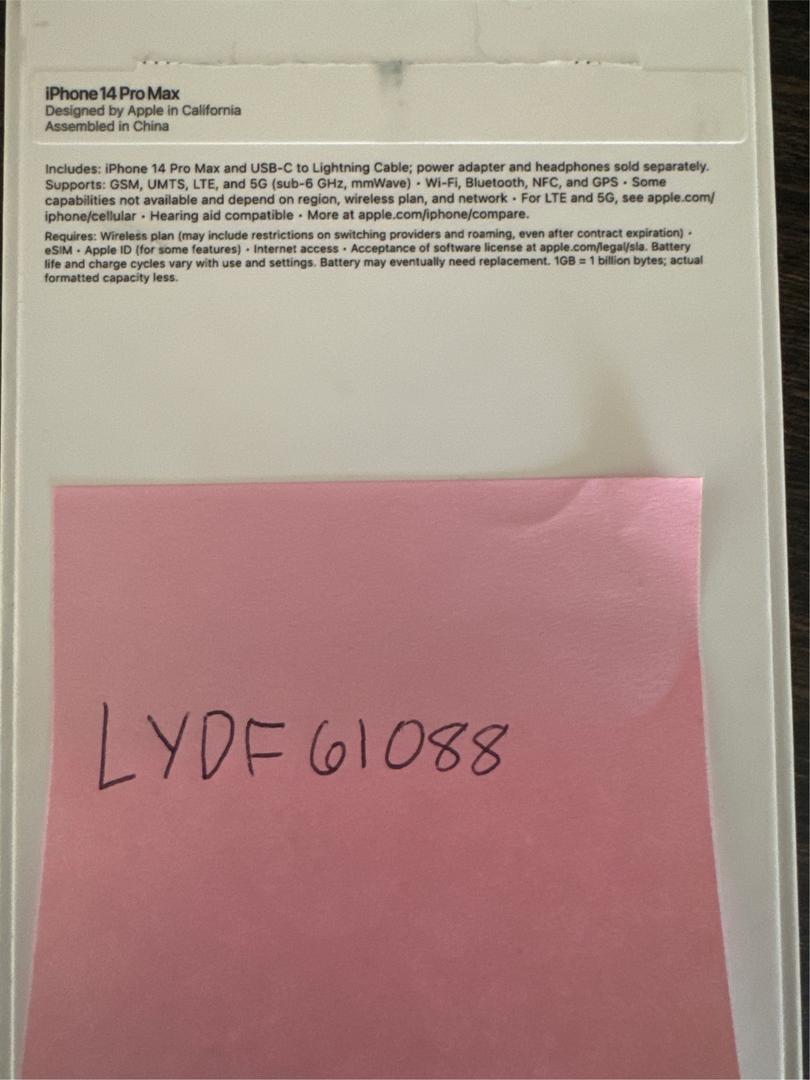 iPhone 14 Pro Max
Designed by Apple in California
Assembled in China
Includes: iPhone 14 Pro Max and USB-C to Lightning Cable; power adapter and headphones sold separately.
Supports: GSM, UMTS, LTE, and 5G (sub-6 GHz, mmWave) • Wi-Fi, Bluetooth, NFC, and GPS • Some
capabilities not available and depend on region, wireless plan, and network • For LTE and 5G, see apple.com/
iphone/cellular • Hearing aid compatible • More at apple.com/iphone/compare.
Requires: Wireless plan (may include restrictions on switching providers and roaming, even after contract expiration) •
eSIM • Apple ID (for some features) • Internet access • Acceptance of software license at apple.com/legal/sla. Battery
life and charge cycles vary with use and settings. Battery may eventually need replacement. 1GB = 1 billion bytes; actual
formatted capacity less.
LYDF61088